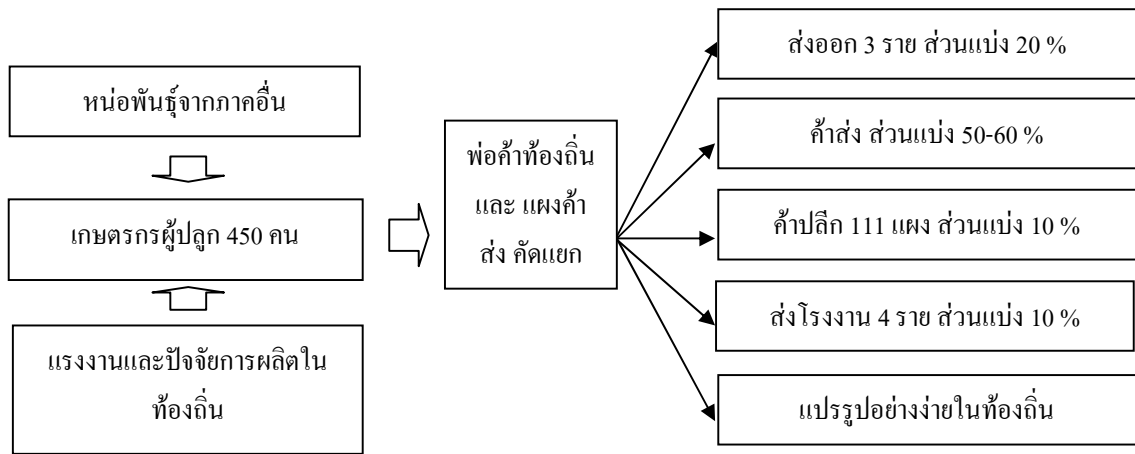 หน่อพันธุ์จากภาคอื่น
เกษตรกรผู้ปลูก 450 คน
แรงงานและปัจจัยการผลิตใน
ท้องถิ่น
พ่อค้าท้องถิ่น
และ แผงค้า
ส่ง คัดแยก
ส่งออก 3 ราย ส่วนแบ่ง 20 %
ค้าส่ง ส่วนแบ่ง 50-60 %
ค้าปลีก 111 แผง ส่วนแบ่ง 10 %
ส่งโรงงาน 4 ราย ส่วนแบ่ง 10 %
แปรรูปอย่างง่ายในท้องถิ่น